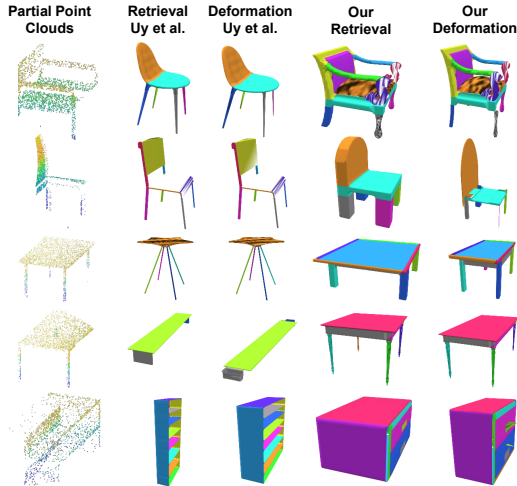 Partial Point
Clouds
Retrieval
Uy et al.
Deformation
Uy et al.
Our
Retrieval
Our
Deformation